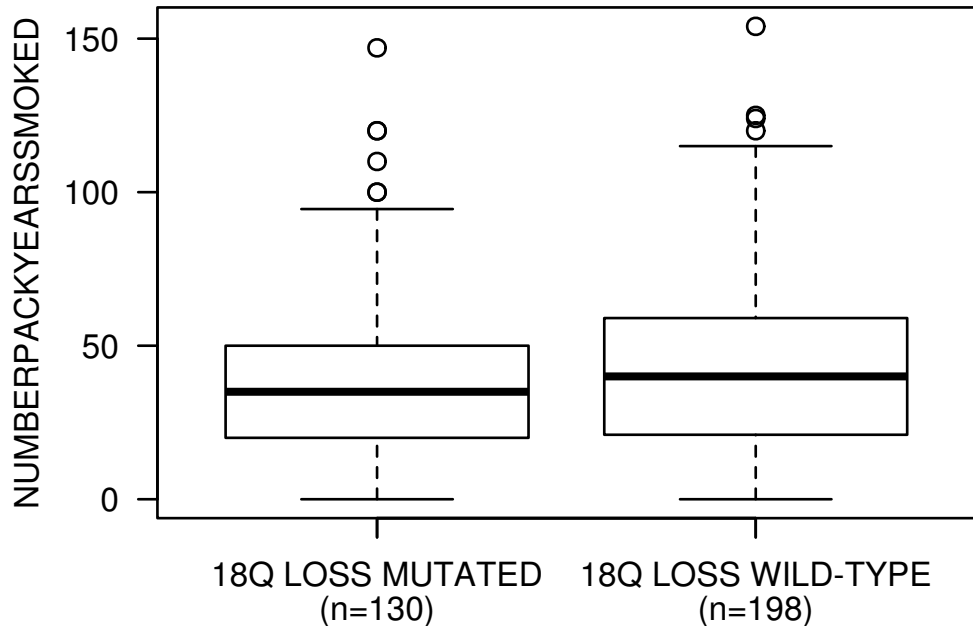 NUMBERPACKYEARSSMOKED
150
100
50
0
18Q LOSS MUTATED
(n=130)
18Q LOSS WILD-TYPE
(n=198)